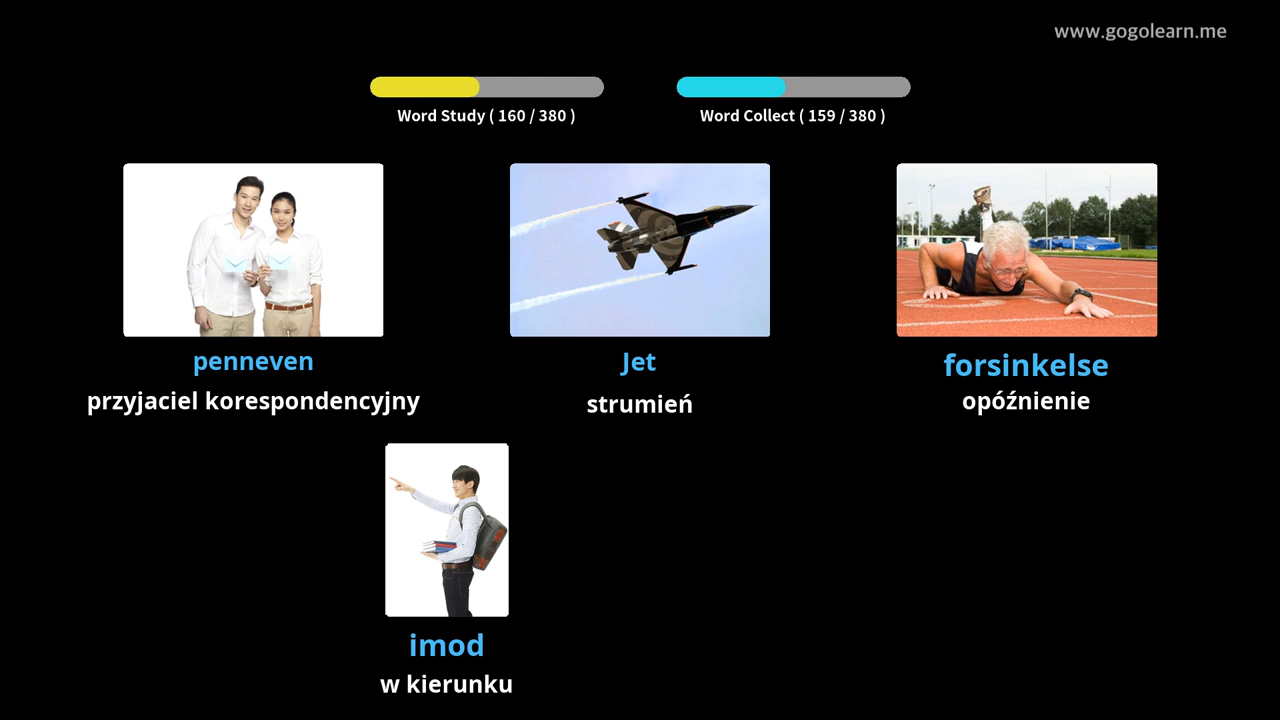 www.gogolearn.me
Word Study ( 160 / 380 )
Word Collect ( 159 / 380 )
penneven
przyjaciel korespondencyjny
Jet
strumień
forsinkelse
opóźnienie
imod
w kierunku